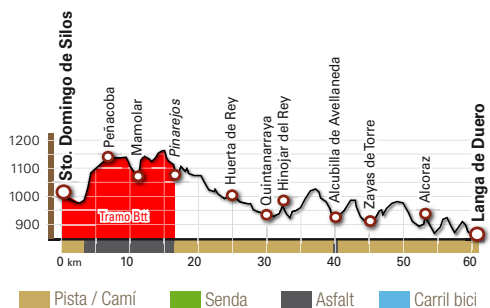 Sto. Domingo de Silos
Peñacoba
Mamolar
Pinarejos
Huerta de Rey
Quintanarraya
Hinojar del Rey
Alcubilla de Avellaneda
Zayas de Torre
Alcoraz
Langa de Duero
1200
1100
1000
900
Tramo Btt
0 km 10 20 30 40 50 60
Pista / Camí Senda Asfalt Carril bici